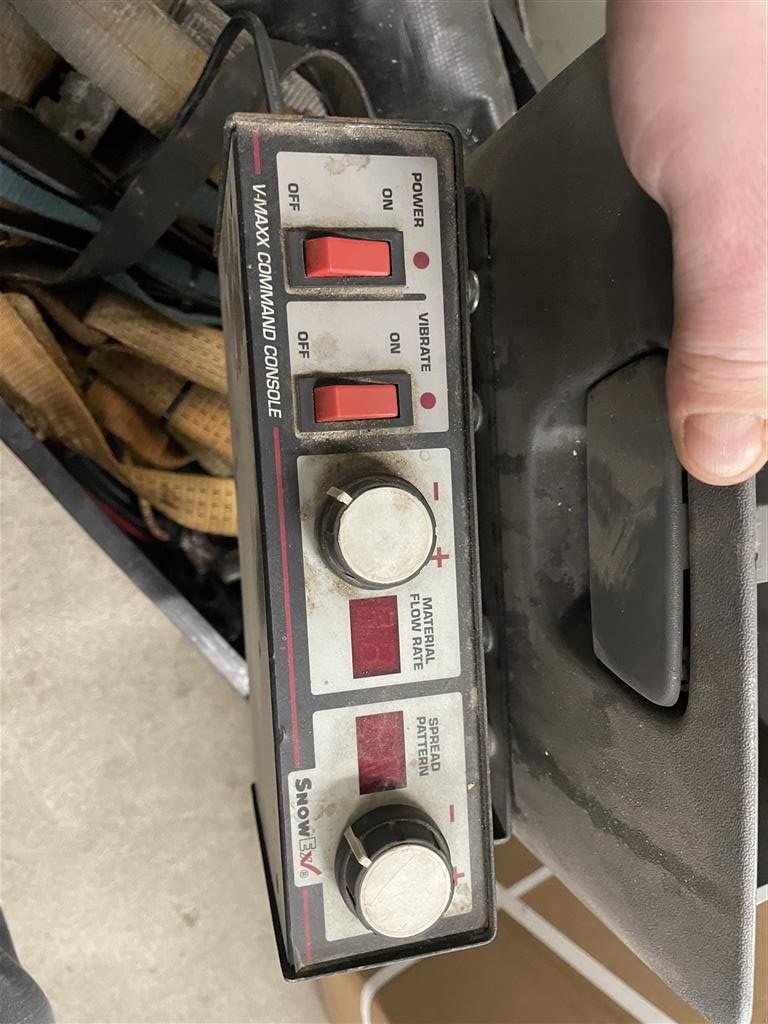 POWER
OFF
ON
VIBRATE
OFF
ON
-
+
MATERIAL
FLOW RATE
SPREAD
PATTERN
-
+
V-MAXX COMMAND CONSOLE
SNOWEX®